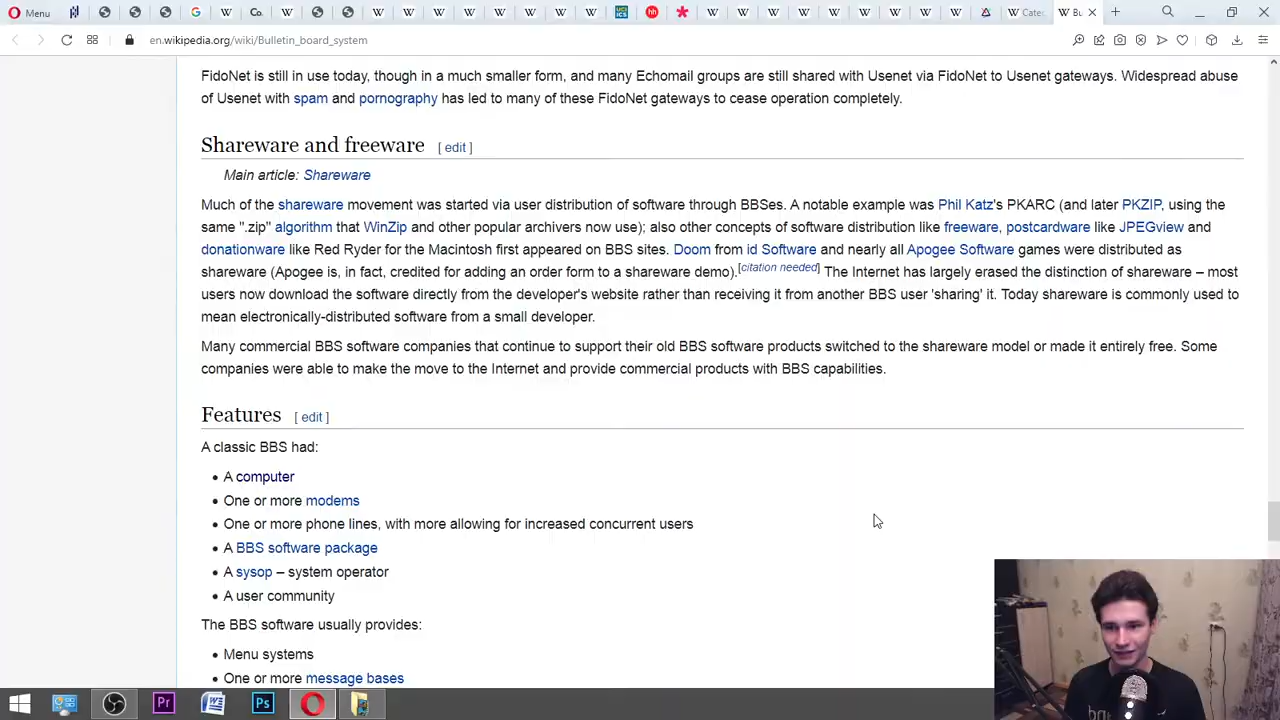 Menu
Co.
Cate
Bu
en.wikipedia.org/wiki/Bulletin_board_system
FidoNet is still in use today, though in a much smaller form, and many Echomail groups are still shared with Usenet via FidoNet to Usenet gateways. Widespread abuse
of Usenet with spam and pornography has led to many of these FidoNet gateways to cease operation completely.
Shareware and freeware [ edit ]
Main article: Shareware
Much of the shareware movement was started via user distribution of software through BBSes. A notable example was Phil Katz's PKARC (and later PKZIP, using the
same ".zip" algorithm that WinZip and other popular archivers now use); also other concepts of software distribution like freeware, postcardware like JPEGview and
donationware like Red Ryder for the Macintosh first appeared on BBS sites. Doom from id Software and nearly all Apogee Software games were distributed as
shareware (Apogee is, in fact, credited for adding an order form to a shareware demo).[citation needed] The Internet has largely erased the distinction of shareware – most
users now download the software directly from the developer's website rather than receiving it from another BBS user 'sharing' it. Today shareware is commonly used to
mean electronically-distributed software from a small developer.
Many commercial BBS software companies that continue to support their old BBS software products switched to the shareware model or made it entirely free. Some
companies were able to make the move to the Internet and provide commercial products with BBS capabilities.
Features [ edit ]
A classic BBS had:
• A computer
• One or more modems
• One or more phone lines, with more allowing for increased concurrent users
• A BBS software package
• A sysop – system operator
• A user community
The BBS software usually provides:
• Menu systems
• One or more message bases